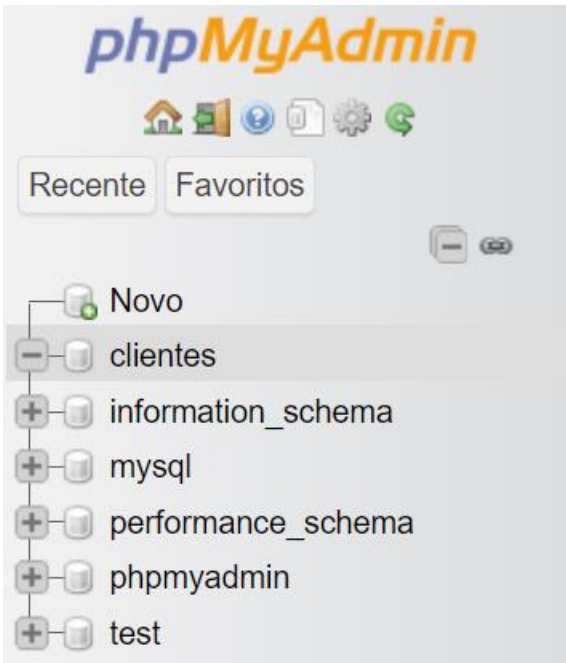 phpMyAdmin
Recente Favoritos
Novo
clientes
information_schema
mysql
performance_schema
phpmyadmin
test